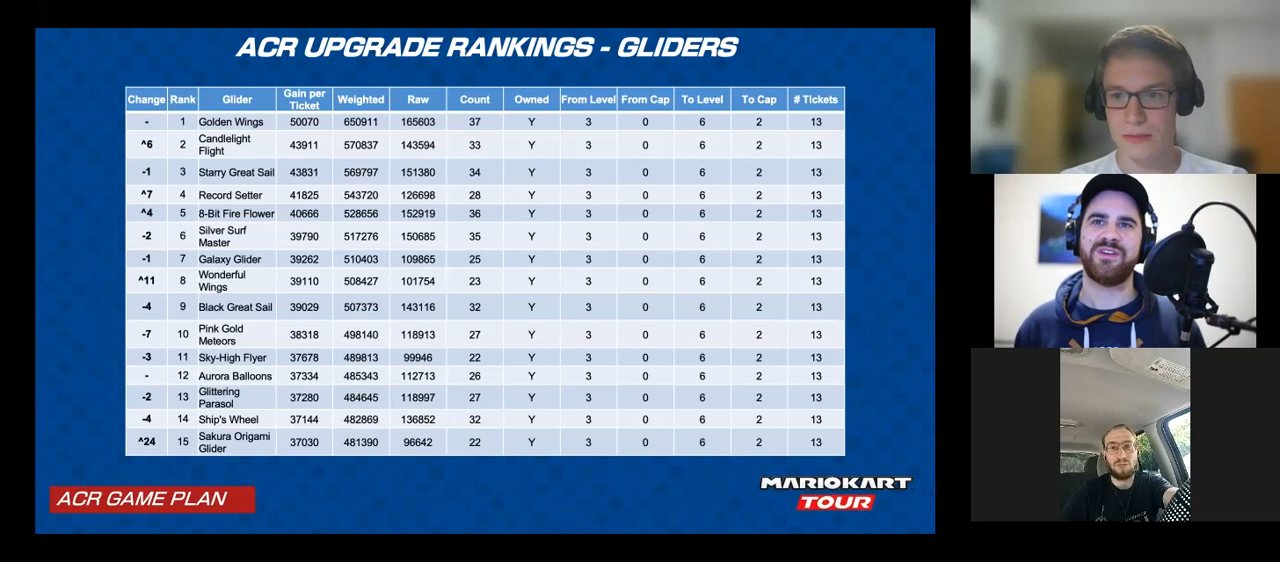 ACR UPGRADE RANKINGS - GLIDERS
Change Rank Glider Gain per Ticket Weighted Raw Count Owned From Level From Cap To Level To Cap # Tickets
- 1 Golden Wings 50070 650911 165603 37 Y 3 0 6 2 13
^6 2 Candlelight Flight 43911 570837 143594 33 Y 3 0 6 2 13
-1 3 Starry Great Sail 43831 569797 151380 34 Y 3 0 6 2 13
^7 4 Record Setter 41825 543720 126698 28 Y 3 0 6 2 13
^4 5 8-Bit Fire Flower 40666 528656 152919 36 Y 3 0 6 2 13
-2 6 Silver Surf Master 39790 517276 150685 35 Y 3 0 6 2 13
-1 7 Galaxy Glider 39262 510403 109865 25 Y 3 0 6 2 13
^11 8 Wonderful Wings 39110 508427 101754 23 Y 3 0 6 2 13
-4 9 Black Great Sail 39029 507373 143116 32 Y 3 0 6 2 13
-7 10 Pink Gold Meteors 38318 498140 118913 27 Y 3 0 6 2 13
-3 11 Sky-High Flyer 37678 489813 99946 22 Y 3 0 6 2 13
- 12 Aurora Balloons 37334 485343 112713 26 Y 3 0 6 2 13
-2 13 Glittering Parasol 37280 484645 118997 27 Y 3 0 6 2 13
-4 14 Ship's Wheel 37144 482869 136852 32 Y 3 0 6 2 13
^24 15 Sakura Origami Glider 37030 481390 96642 22 Y 3 0 6 2 13
ACR GAME PLAN
MARIOKART
TOUR